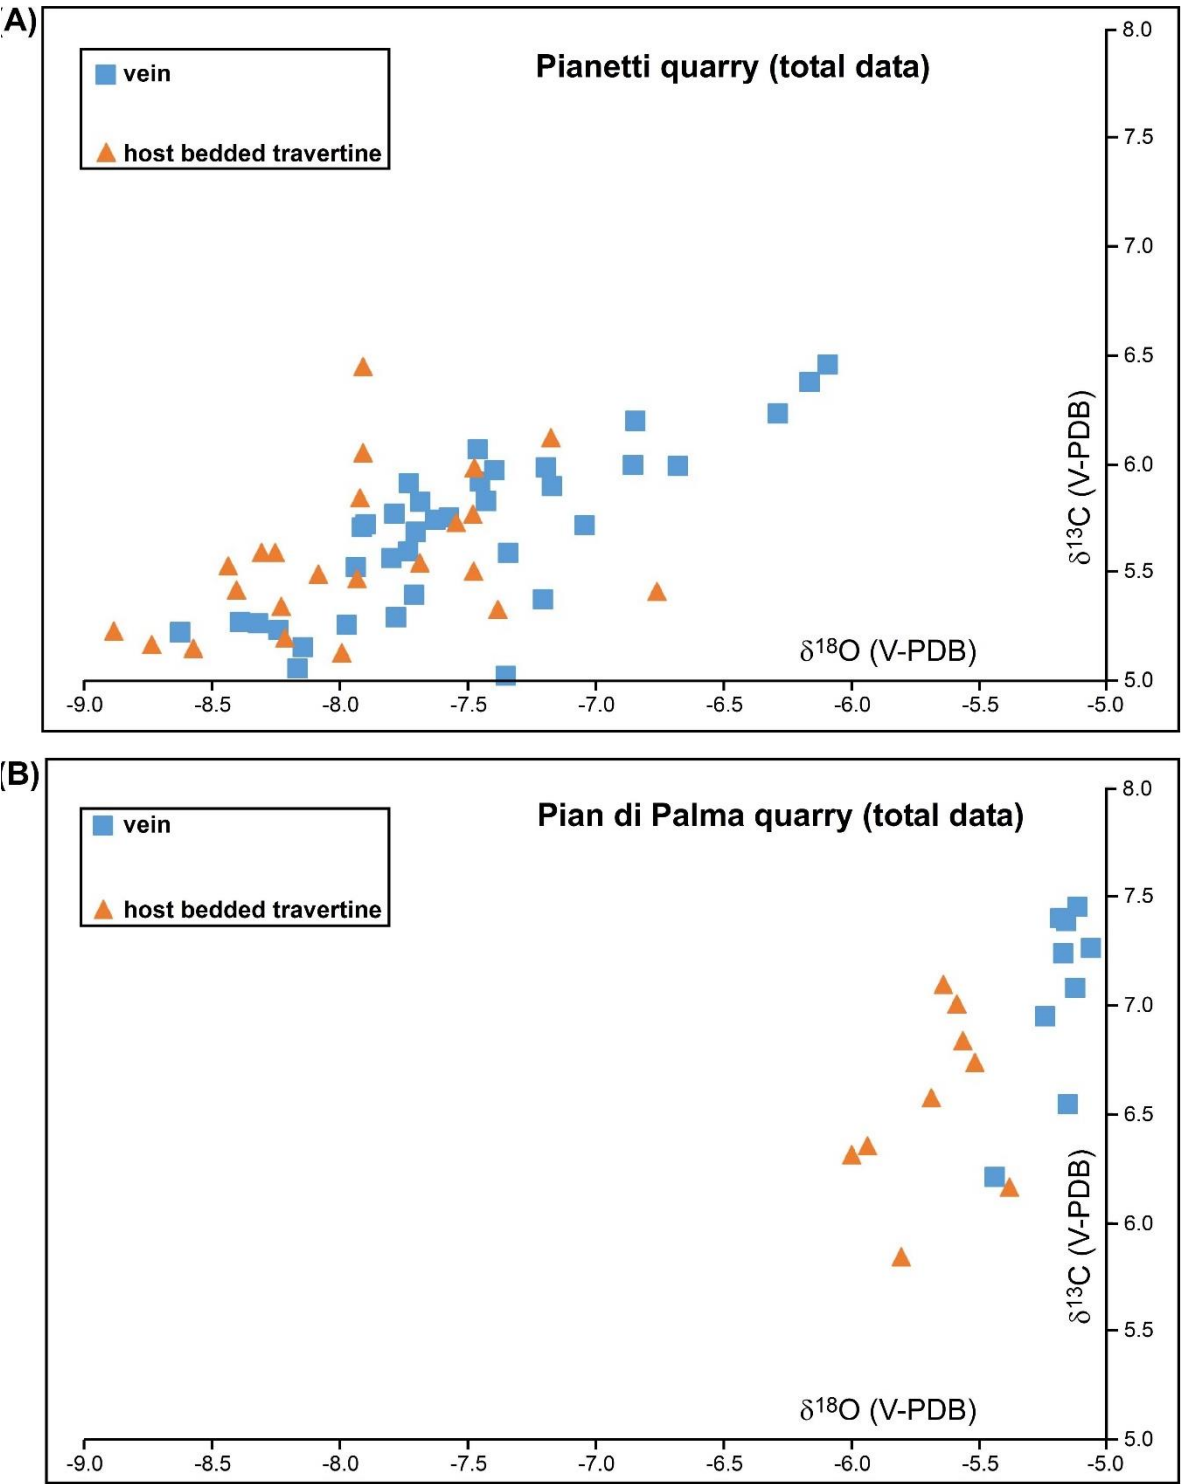 (A)
vein
Pianetti quarry (total data)
host bedded travertine
8.0
7.5
7.0
6.5
6.0
5.5
5.0
δ13C (V-PDB)
δ18O (V-PDB)
-9.0 -8.5 -8.0 -7.5 -7.0 -6.5 -6.0 -5.5 -5.0
(B)
vein
Pian di Palma quarry (total data)
host bedded travertine
8.0
7.5
7.0
6.5
6.0
5.5
5.0
δ13C (V-PDB)
δ18O (V-PDB)
-9.0 -8.5 -8.0 -7.5 -7.0 -6.5 -6.0 -5.5 -5.0